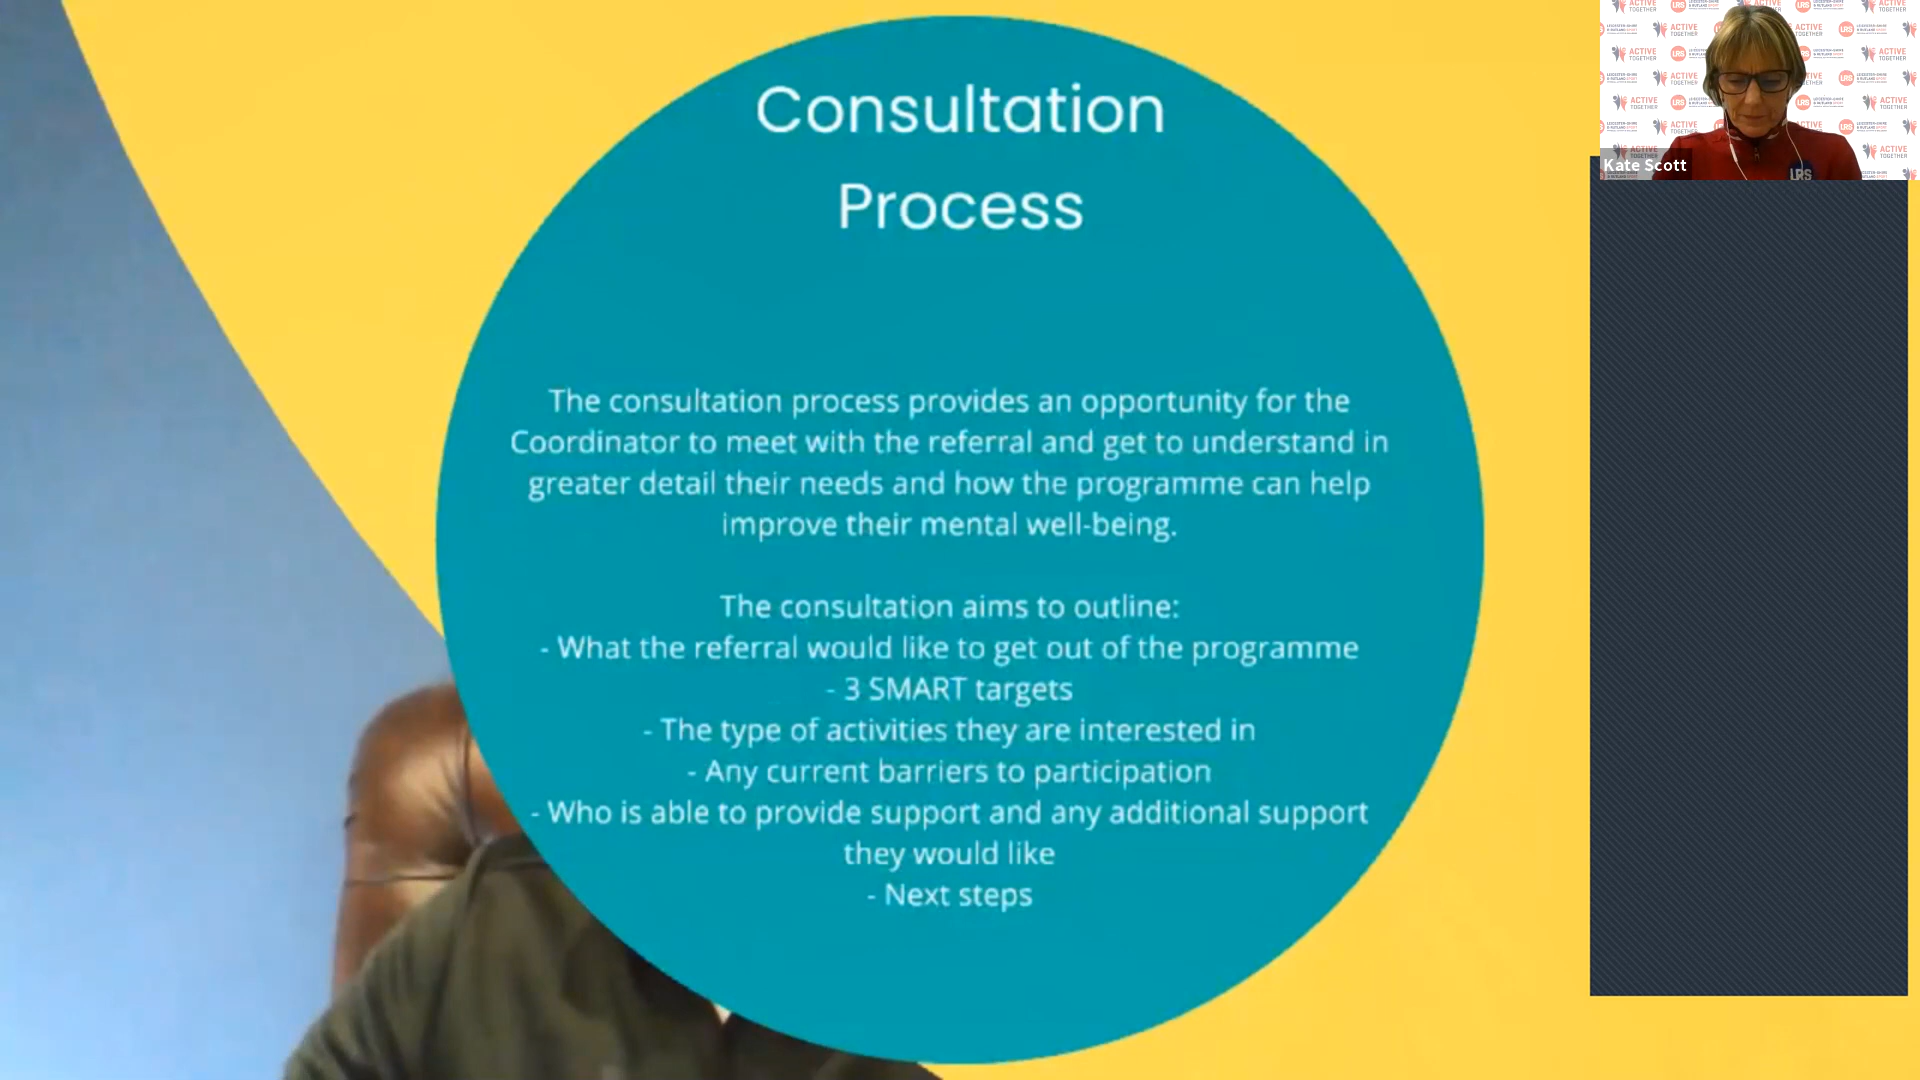 Consultation
Process
The consultation process provides an opportunity for the
Coordinator to meet with the referral and get to understand in
greater detail their needs and how the programme can help
improve their mental well-being.
The consultation aims to outline:
- What the referral would like to get out of the programme
- 3 SMART targets
- The type of activities they are interested in
- Any current barriers to participation
- Who is able to provide support and any additional support
they would like
- Next steps
ACTIVE
TOGETHER
LRS
Kate Scott
LRS